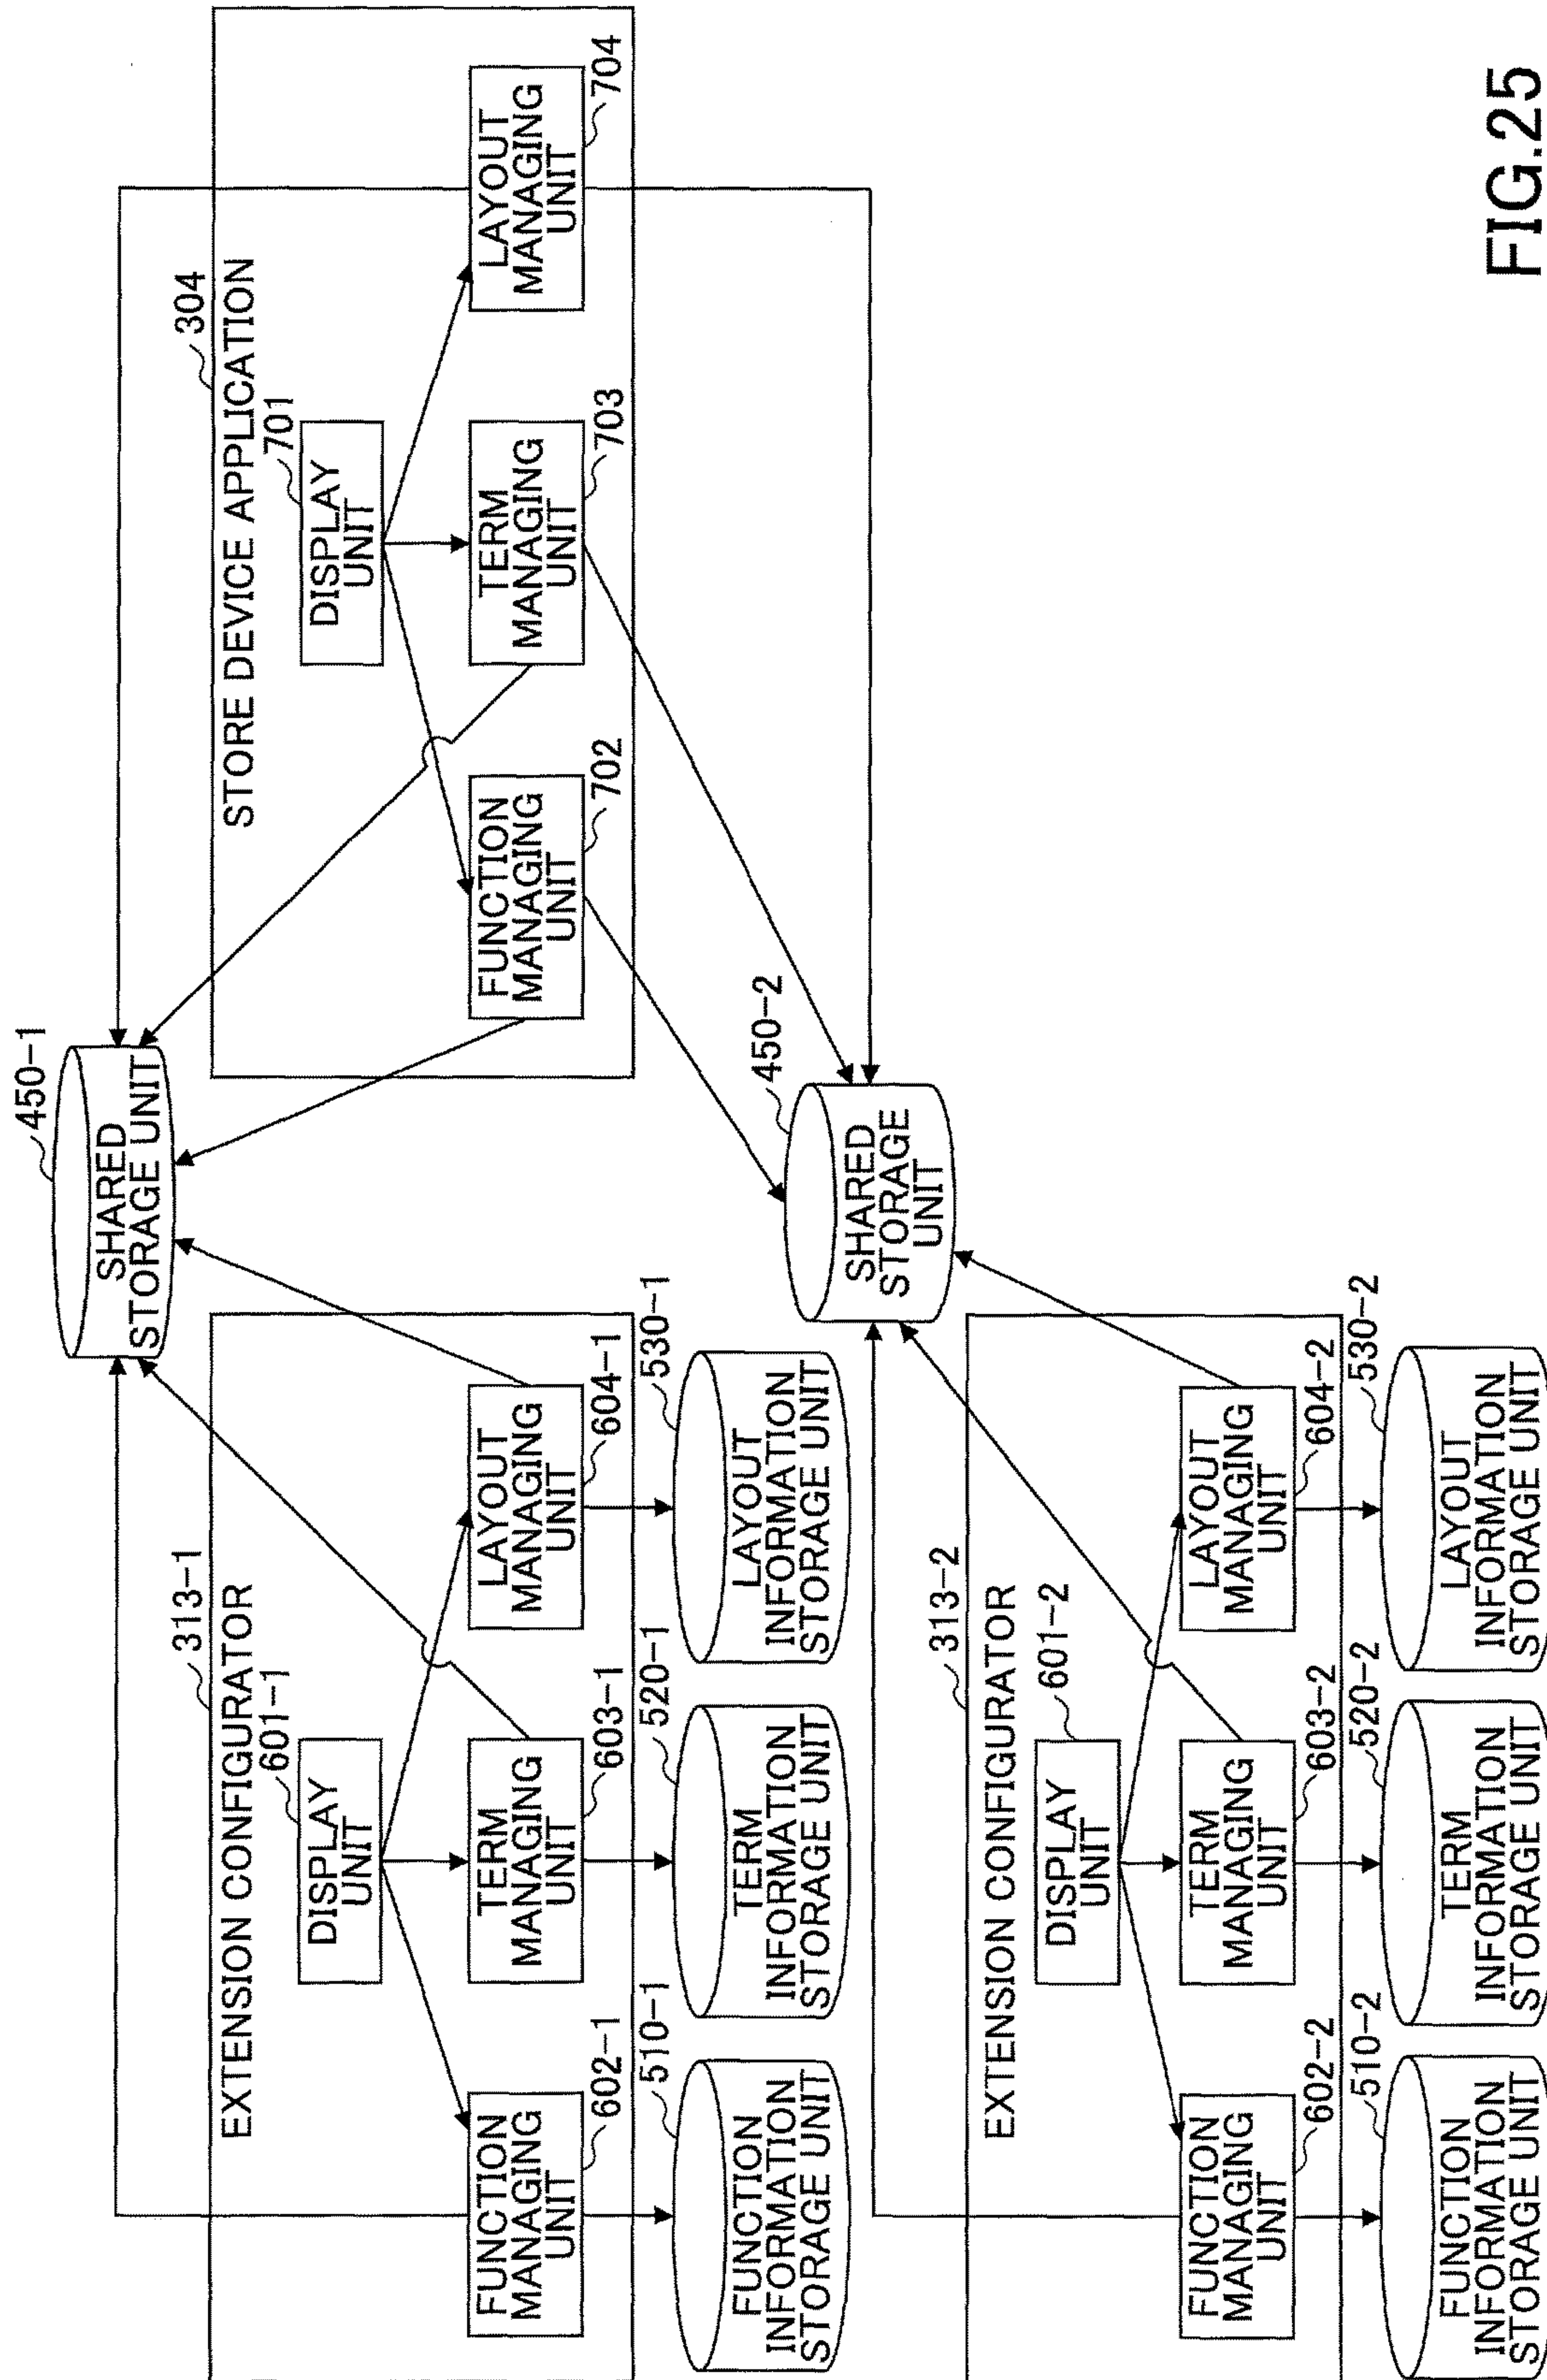 450-1
SHARED
STORAGE UNIT
313-1
EXTENSION CONFIGURATOR
601-1
DISPLAY
UNIT
FUNCTION
MANAGING
UNIT
602-1
TERM
MANAGING
UNIT
603-1
LAYOUT
MANAGING
UNIT
604-1
510-1
FUNCTION
INFORMATION
STORAGE UNIT
520-1
TERM
INFORMATION
STORAGE UNIT
530-1
LAYOUT
INFORMATION
STORAGE UNIT
304
STORE DEVICE APPLICATION
701
DISPLAY
UNIT
FUNCTION
MANAGING
UNIT
702
TERM
MANAGING
UNIT
703
LAYOUT
MANAGING
UNIT
704
450-2
SHARED
STORAGE
UNIT
313-2
EXTENSION CONFIGURATOR
601-2
DISPLAY
UNIT
FUNCTION
MANAGING
UNIT
602-2
TERM
MANAGING
UNIT
603-2
LAYOUT
MANAGING
UNIT
604-2
510-2
FUNCTION
INFORMATION
STORAGE UNIT
520-2
TERM
INFORMATION
STORAGE UNIT
530-2
LAYOUT
INFORMATION
STORAGE UNIT
FIG.25